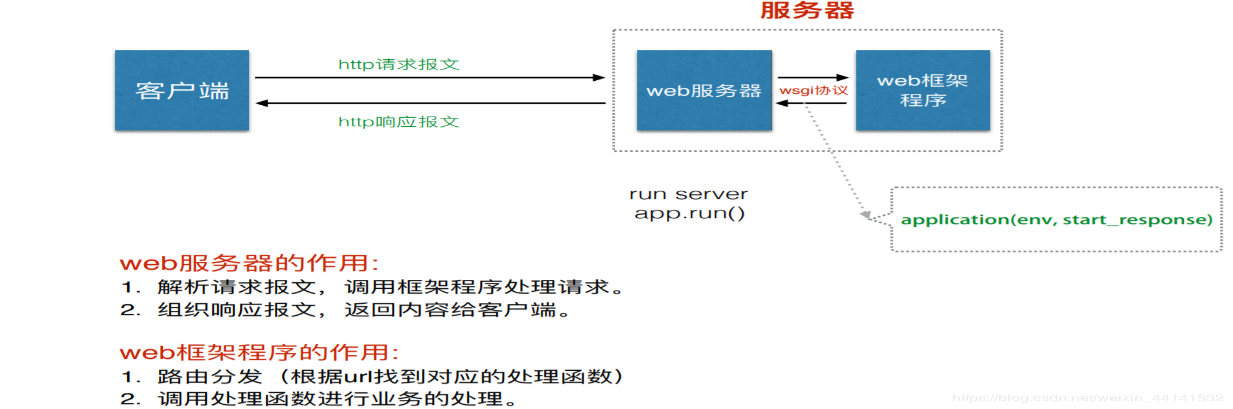 服务器
客户端
http请求报文
http响应报文
web服务器
wsgi协议
web框架
程序
run server
app.run()
application(env, start_response)
web服务器的作用:
1. 解析请求报文，调用框架程序处理请求。
2. 组织响应报文，返回内容给客户端。
web框架程序的作用:
1. 路由分发（根据url找到对应的处理函数）
2. 调用处理函数进行业务的处理。
https://blog.csdn.net/weixin_44141532